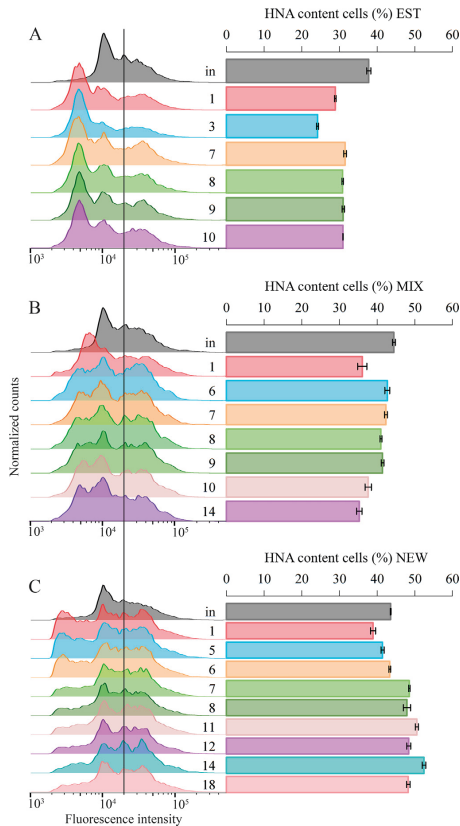 HNA content cells (%) EST
A
0 10 20 30 40 50 60
in
1
3
7
8
9
10
10³ 10⁴ 10⁵
HNA content cells (%) MIX
B
0 10 20 30 40 50 60
in
1
6
7
8
9
10
14
10³ 10⁴ 10⁵
Normalized counts
HNA content cells (%) NEW
C
0 10 20 30 40 50 60
in
1
5
6
7
8
11
12
14
18
10³ 10⁴ 10⁵
Fluorescence intensity